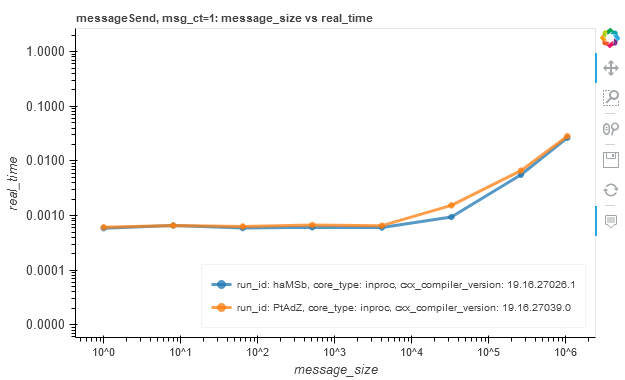 messageSend, msg_ct=1: message_size vs real_time
1.0000
0.1000
0.0100
0.0010
0.0001
0.0000
real_time
run_id: haMSb, core_type: inproc, cxx_compiler_version: 19.16.27026.1
run_id: PtAdZ, core_type: inproc, cxx_compiler_version: 19.16.27039.0
10^0 10^1 10^2 10^3 10^4 10^5 10^6
message_size